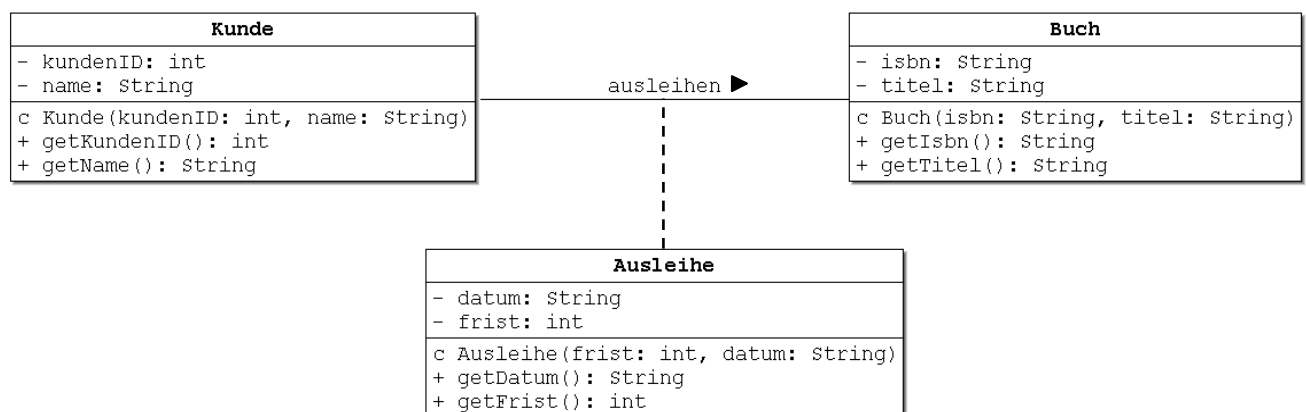 Kunde
- kundenID: int
- name: String
c Kunde(kundenID: int, name: String)
+ getKundenID(): int
+ getName(): String
ausleihen ►
Buch
- isbn: String
- titel: String
c Buch(isbn: String, titel: String)
+ getIsbn(): String
+ getTitel(): String
Ausleihe
- datum: String
- frist: int
c Ausleihe(frist: int, datum: String)
+ getDatum(): String
+ getFrist(): int